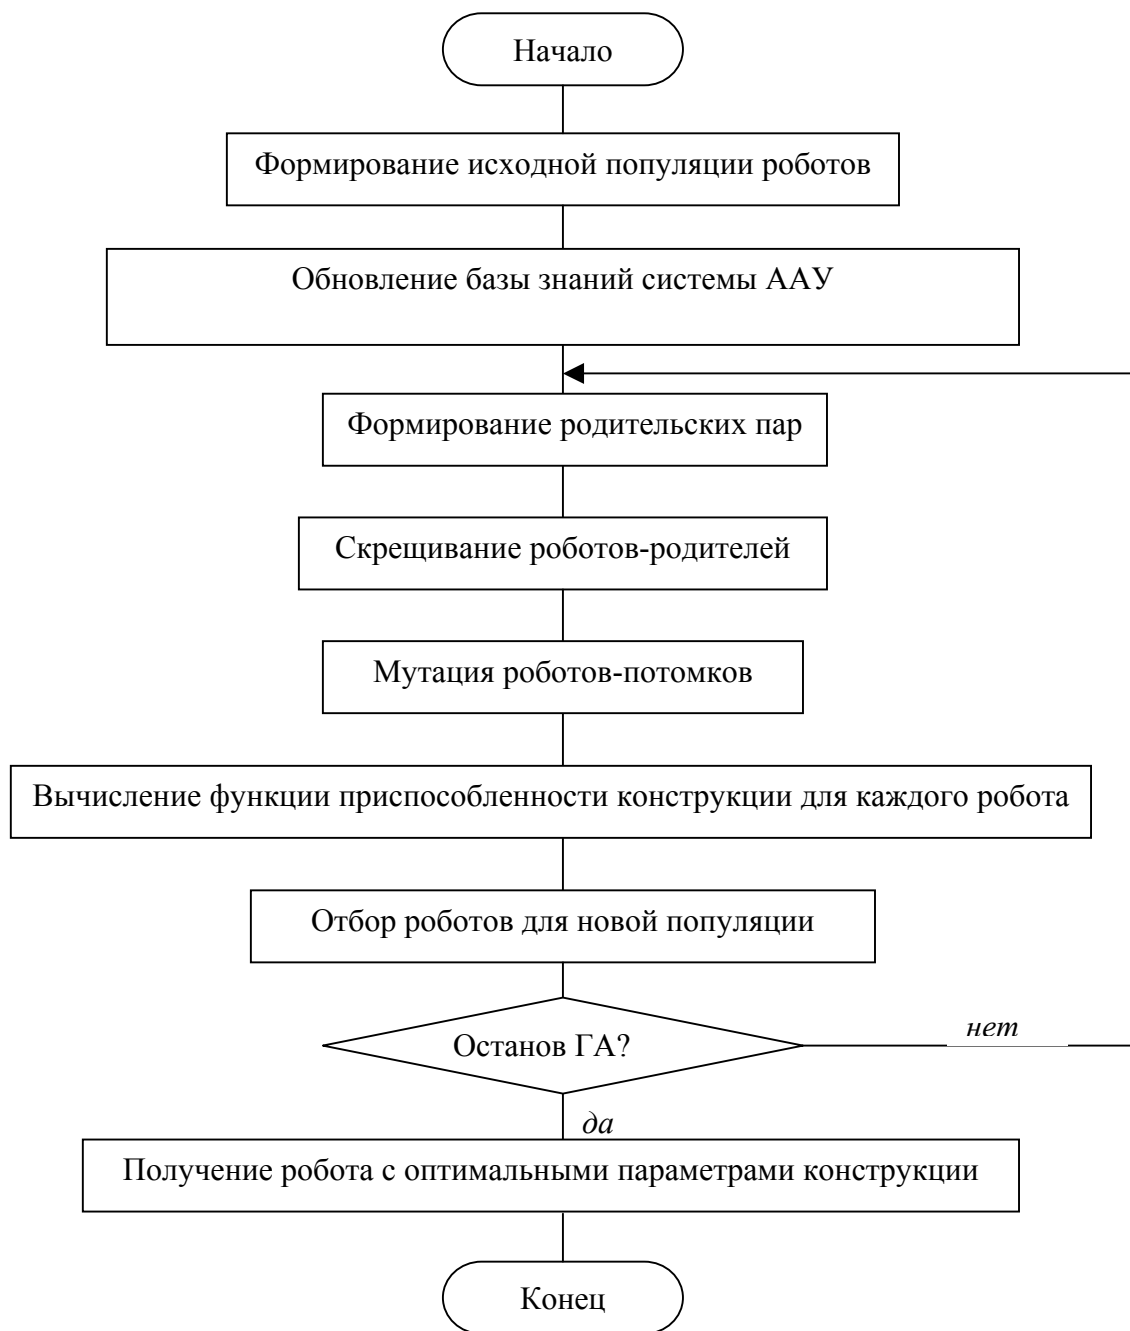 Начало
Формирование исходной популяции роботов
Обновление базы знаний системы ААУ
Формирование родительских пар
Скрещивание роботов-родителей
Мутация роботов-потомков
Вычисление функции приспособленности конструкции для каждого робота
Отбор роботов для новой популяции
Останов ГА?
нет
да
Получение робота с оптимальными параметрами конструкции
Конец